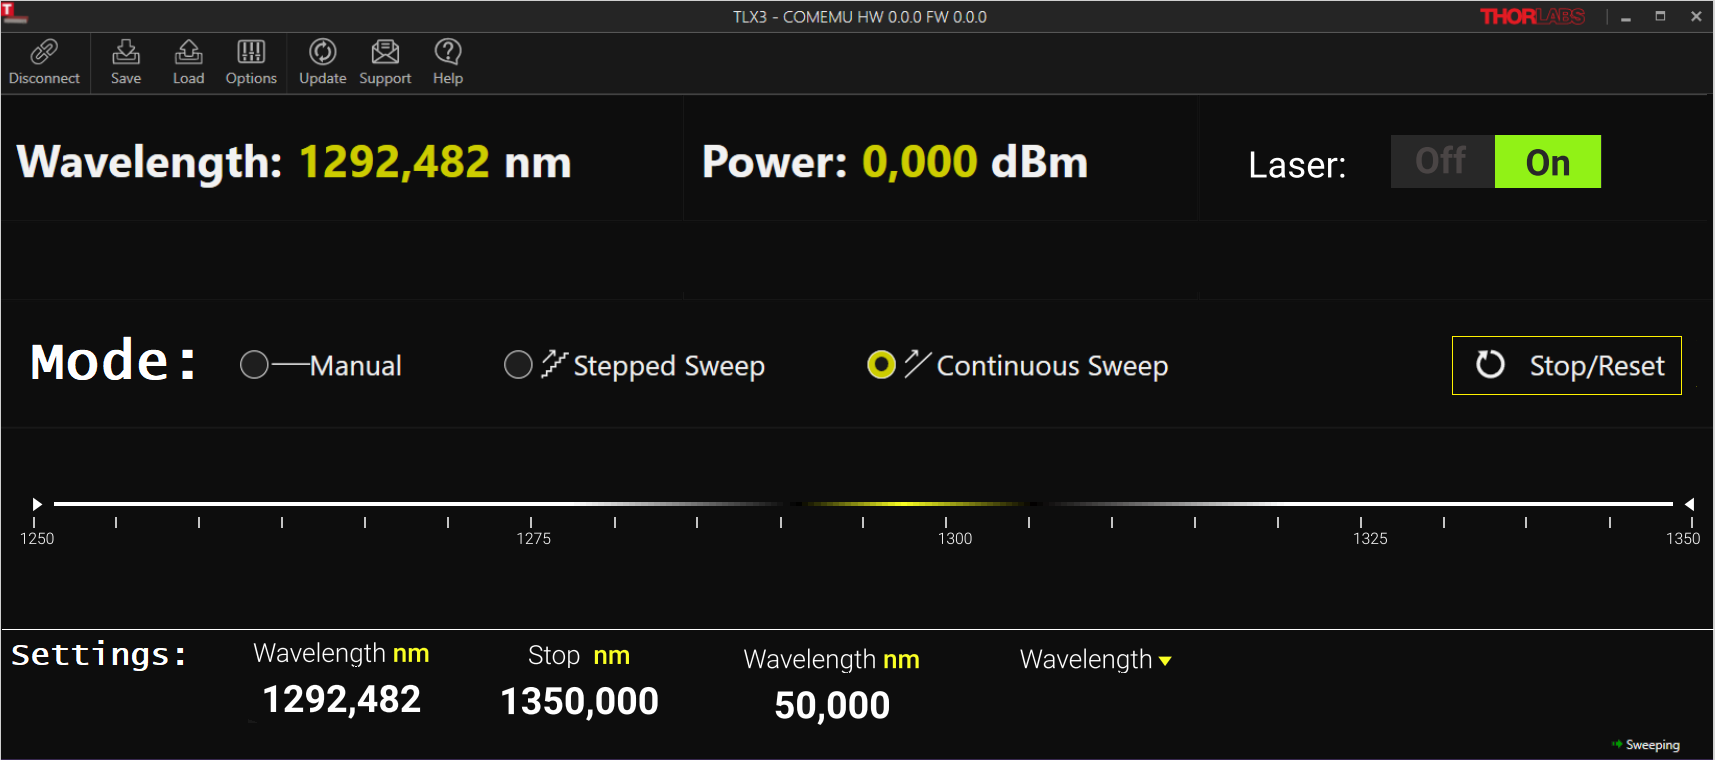 TLX3 - COMEMU HW 0.0.0 FW 0.0.0
THORLABS
Disconnect Save Load Options Update Support Help
Wavelength: 1292,482 nm Power: 0,000 dBm Laser: Off On
Mode: Manual Stepped Sweep Continuous Sweep Stop/Reset
1250 1275 1300 1325 1350
Settings: Wavelength nm Stop nm Wavelength nm Wavelength
1292,482 1350,000 50,000
Sweeping